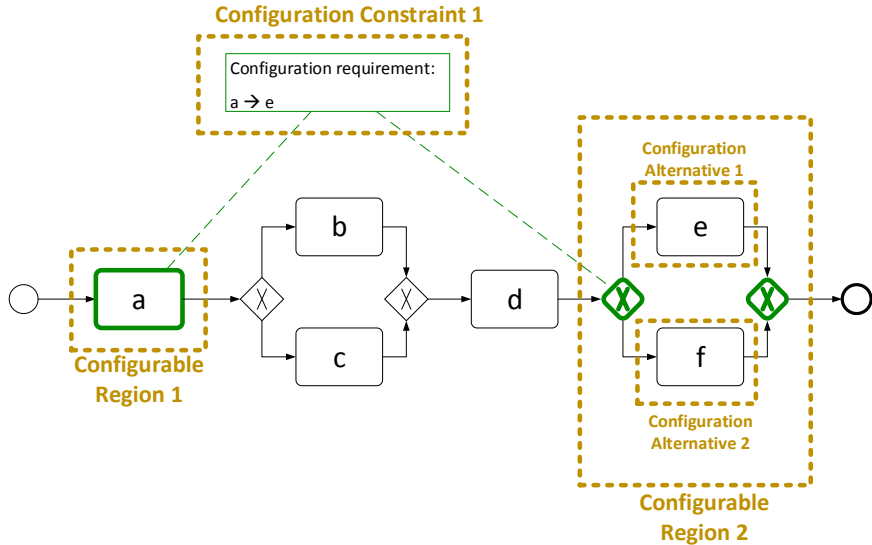 Configuration Constraint 1
Configuration requirement:
a → e
Configuration
Alternative 1
e
b
a
X
X
d
X
X
c
f
Configurable
Region 1
Configuration
Alternative 2
Configurable
Region 2